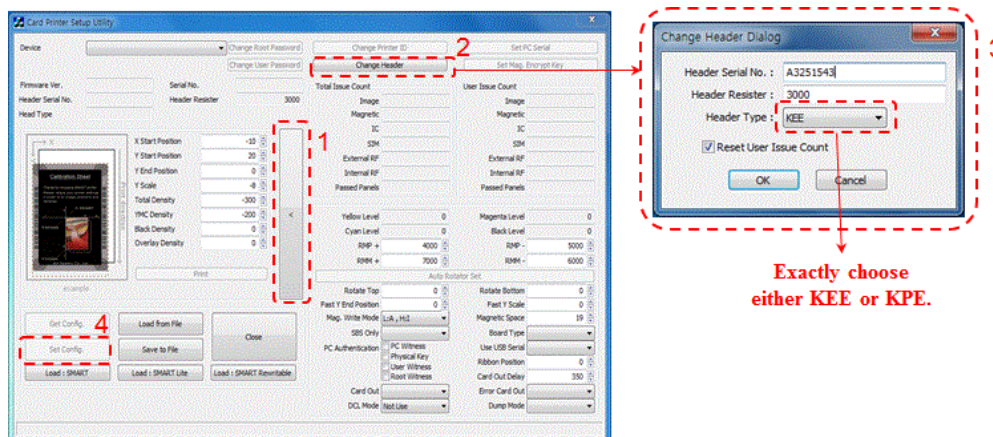 Card Printer Setup Utility
Device
Change Root Password
Change Printer ID
2
Set PC Serial
Change User Password
Change Header
Set Mag. Encrypt Key
Firmware Ver.
Serial No.
Total Issue Count
User Issue Count
Header Serial No.
Header Resister
3000
Image
Image
Head Type
Magnetic
Magnetic
IC
IC
1
SIM
SIM
External RF
External RF
Internal RF
Internal RF
Passed Panels
Passed Panels
X
Calibration Sheet
X Start Position
-10
Y Start Position
20
Y End Position
0
Y Scale
-8
Total Density
-300
YMC Density
-200
Black Density
0
Overlay Density
0
<
Print
example
Yellow Level
0
Magenta Level
0
Cyan Level
0
Black Level
0
RMP +
4000
RMP -
5000
RMM +
7000
RMM -
6000
Auto Rotator Set
Rotate Top
0
Rotate Bottom
0
Fast Y End Position
0
Fast Y Scale
0
Mag. Write Mode
L:A , H:I
Magnetic Space
19
SBS Only
Board Type
PC Authentication
PC Witness
Physical Key
User Witness
Root Witness
Use USB Serial
Ribbon Position
0
Card Out Delay
350
Card Out
Error Card Out
DCL Mode
Not Use
Dump Mode
Get Config.
4
Load from File
Close
Set Config.
Save to File
Load : SMART
Load : SMART Lite
Load : SMART Rewritable
Change Header Dialog
Header Serial No. :
A3251543
Header Resister :
3000
Header Type :
KEE
Reset User Issue Count
OK
Cancel
Exactly choose
either KEE or KPE.